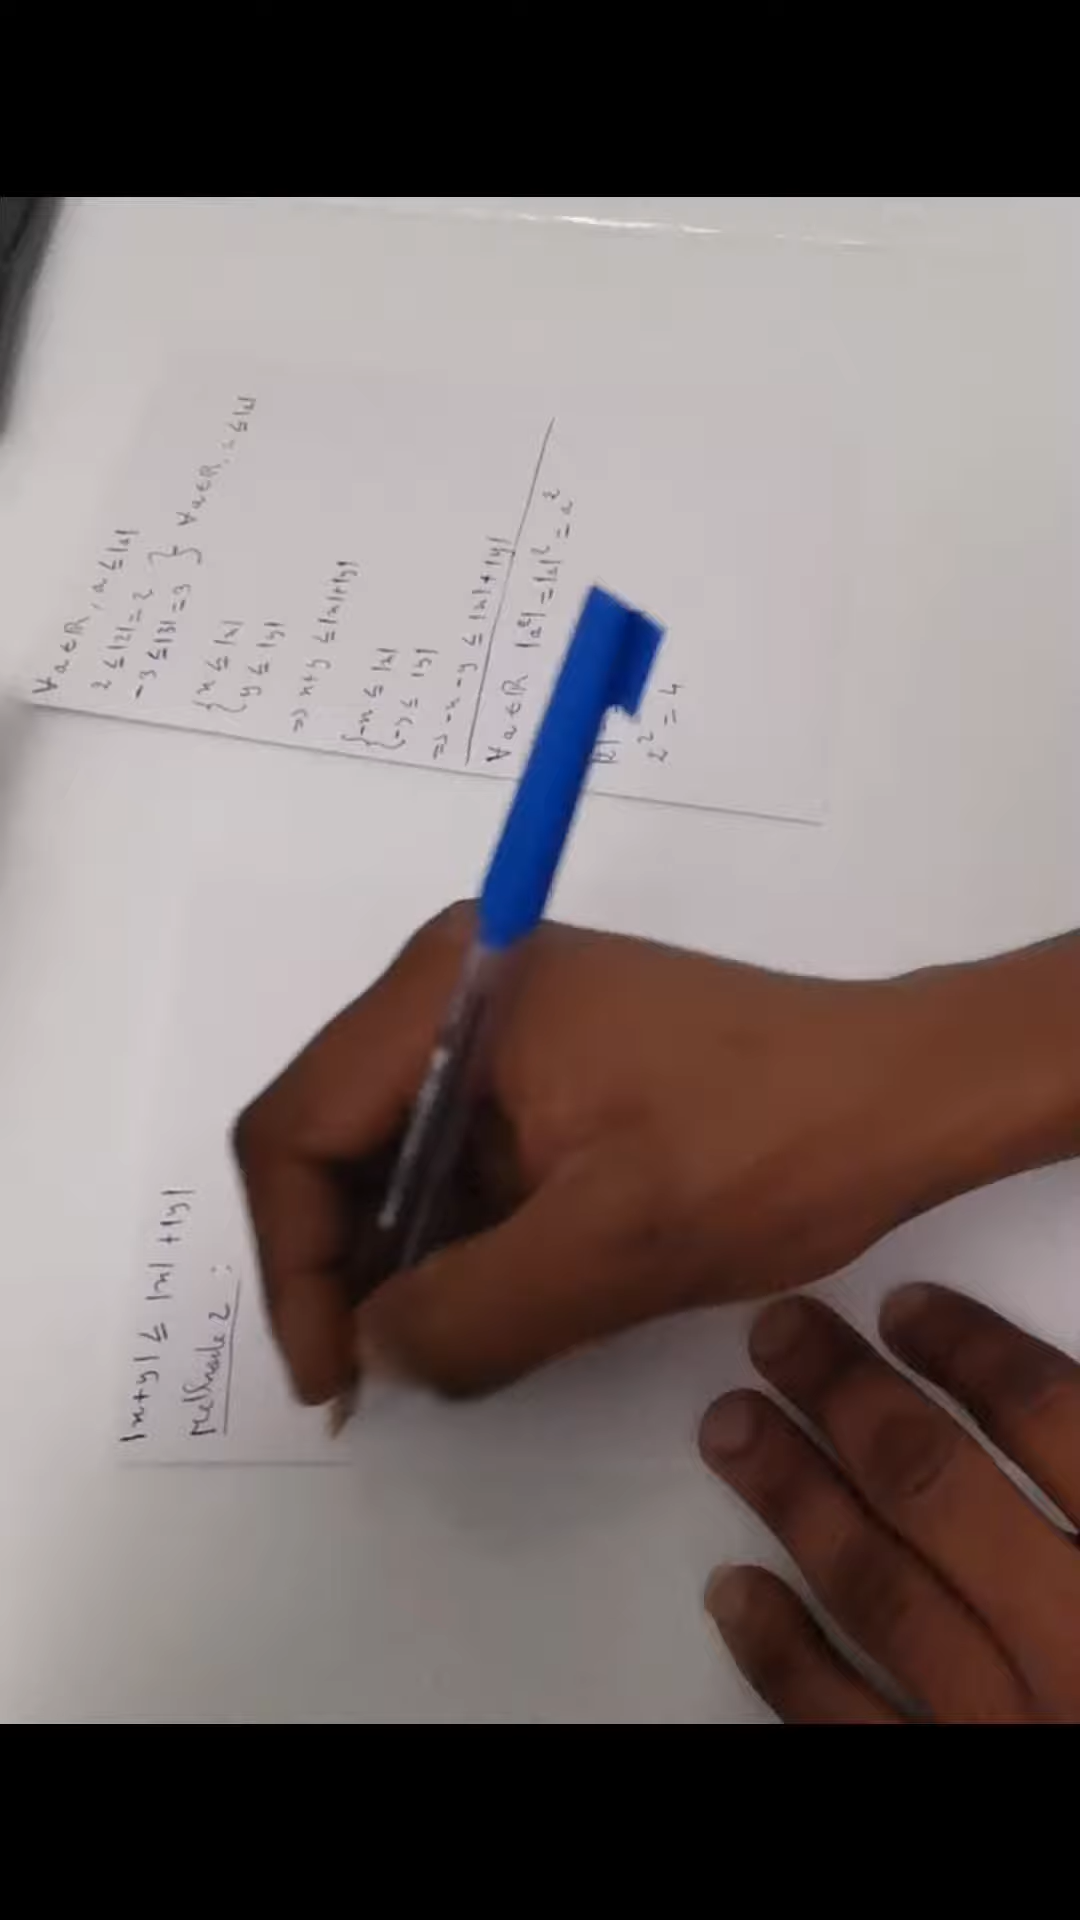 ∀a∈ℝ, a ≤ |a|
2 ≤ |2| = 2
-3 ≤ |3| = 3 } ∀a∈ℝ, -a ≤ |a|
{ x ≤ |x|
{ y ≤ |y|
=> x+y ≤ |x|+|y|
{ -x ≤ |x|
{ -y ≤ |y|
=> -x-y ≤ |x|+|y|
∀a∈ℝ |a²| = |a|² = a²
2² = 4
|x+y| ≤ |x| + |y|
Méthode 2 :